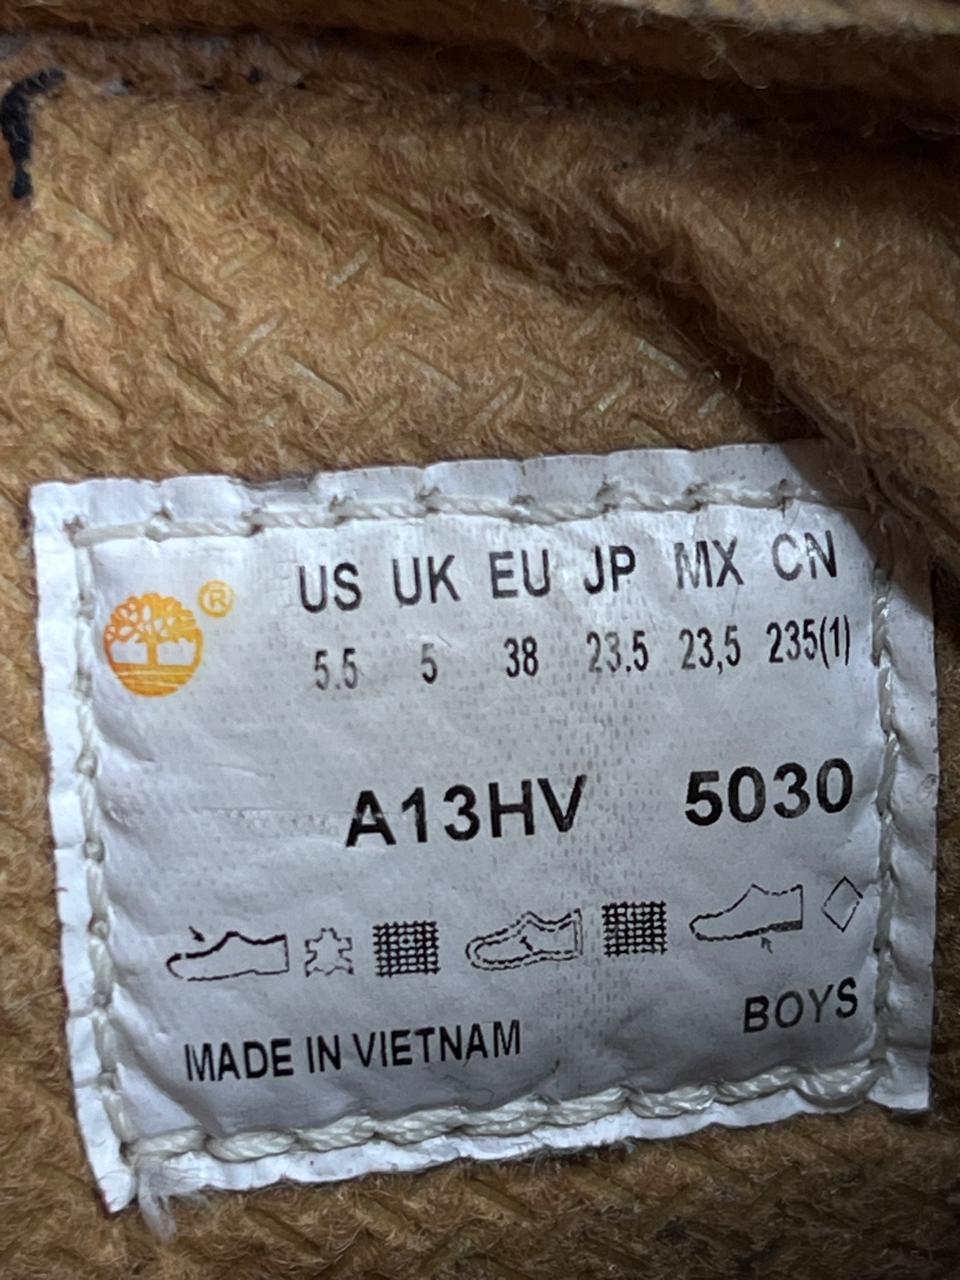 ®
US UK EU JP MX CN
5.5 5 38 23.5 23,5 235(1)
A13HV 5030
BOYS
MADE IN VIETNAM